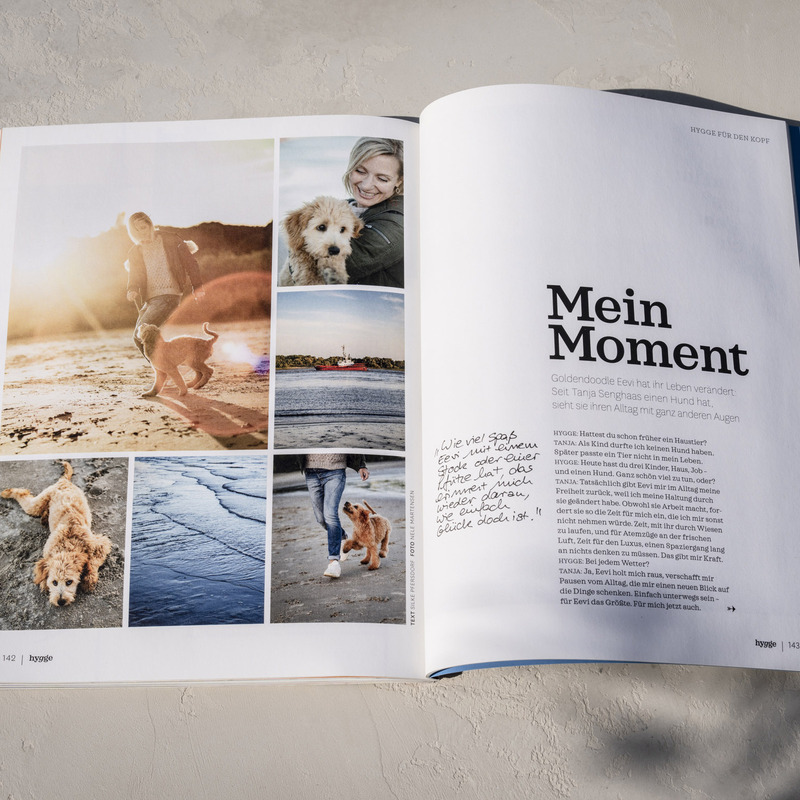 TEXT SILKE PFERSDORF FOTO NELE MARTENSEN
142 | hygge
HYGGE FÜR DEN KOPF
Mein
Moment
Goldendoodle Eevi hat ihr Leben verändert:
Seit Tanja Senghaas einen Hund hat,
sieht sie ihren Alltag mit ganz anderen Augen
„Wie viel Spaß
Eevi mit einem
Stock oder einer
Pfütze hat, das
erinnert mich
wieder daran,
wie einfach
Glück doch ist."
HYGGE: Hattest du schon früher ein Haustier?
TANJA: Als Kind durfte ich keinen Hund haben.
Später passte ein Tier nicht in mein Leben.
HYGGE: Heute hast du drei Kinder, Haus, Job –
und einen Hund. Ganz schön viel zu tun, oder?
TANJA: Tatsächlich gibt Eevi mir im Alltag meine
Freiheit zurück, weil ich meine Haltung durch
sie geändert habe. Obwohl sie Arbeit macht, for-
dert sie so die Zeit für mich ein, die ich mir sonst
nicht nehmen würde. Zeit, mit ihr durch Wiesen
zu laufen, und für Atemzüge an der frischen
Luft, Zeit für den Luxus, einen Spaziergang lang
an nichts denken zu müssen. Das gibt mir Kraft.
HYGGE: Bei jedem Wetter?
TANJA: Ja, Eevi holt mich raus, verschafft mir
Pausen vom Alltag, die mir einen neuen Blick auf
die Dinge schenken. Einfach unterwegs sein –
für Eevi das Größte. Für mich jetzt auch.
hygge | 143